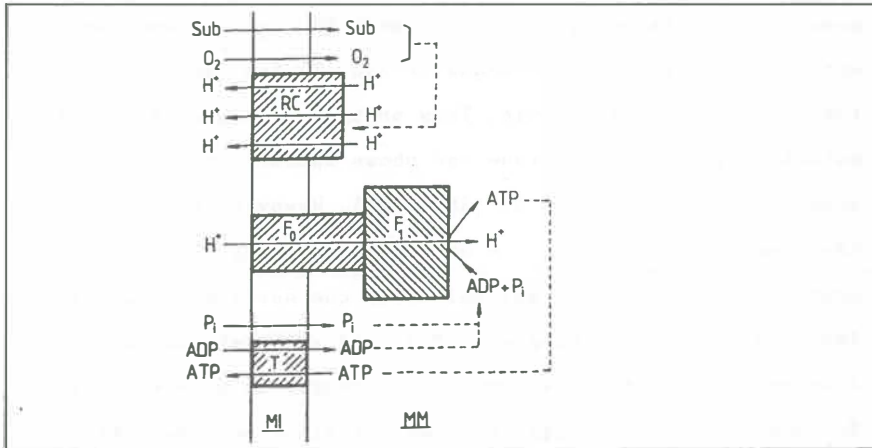 Sub Sub
O₂ O₂
H⁺ H⁺
RC
H⁺ H⁺
H⁺ H⁺
ATP
H⁺ F₀ F₁ H⁺
ADP + Pᵢ
Pᵢ Pᵢ
ADP ADP
T
ATP ATP
MI MM